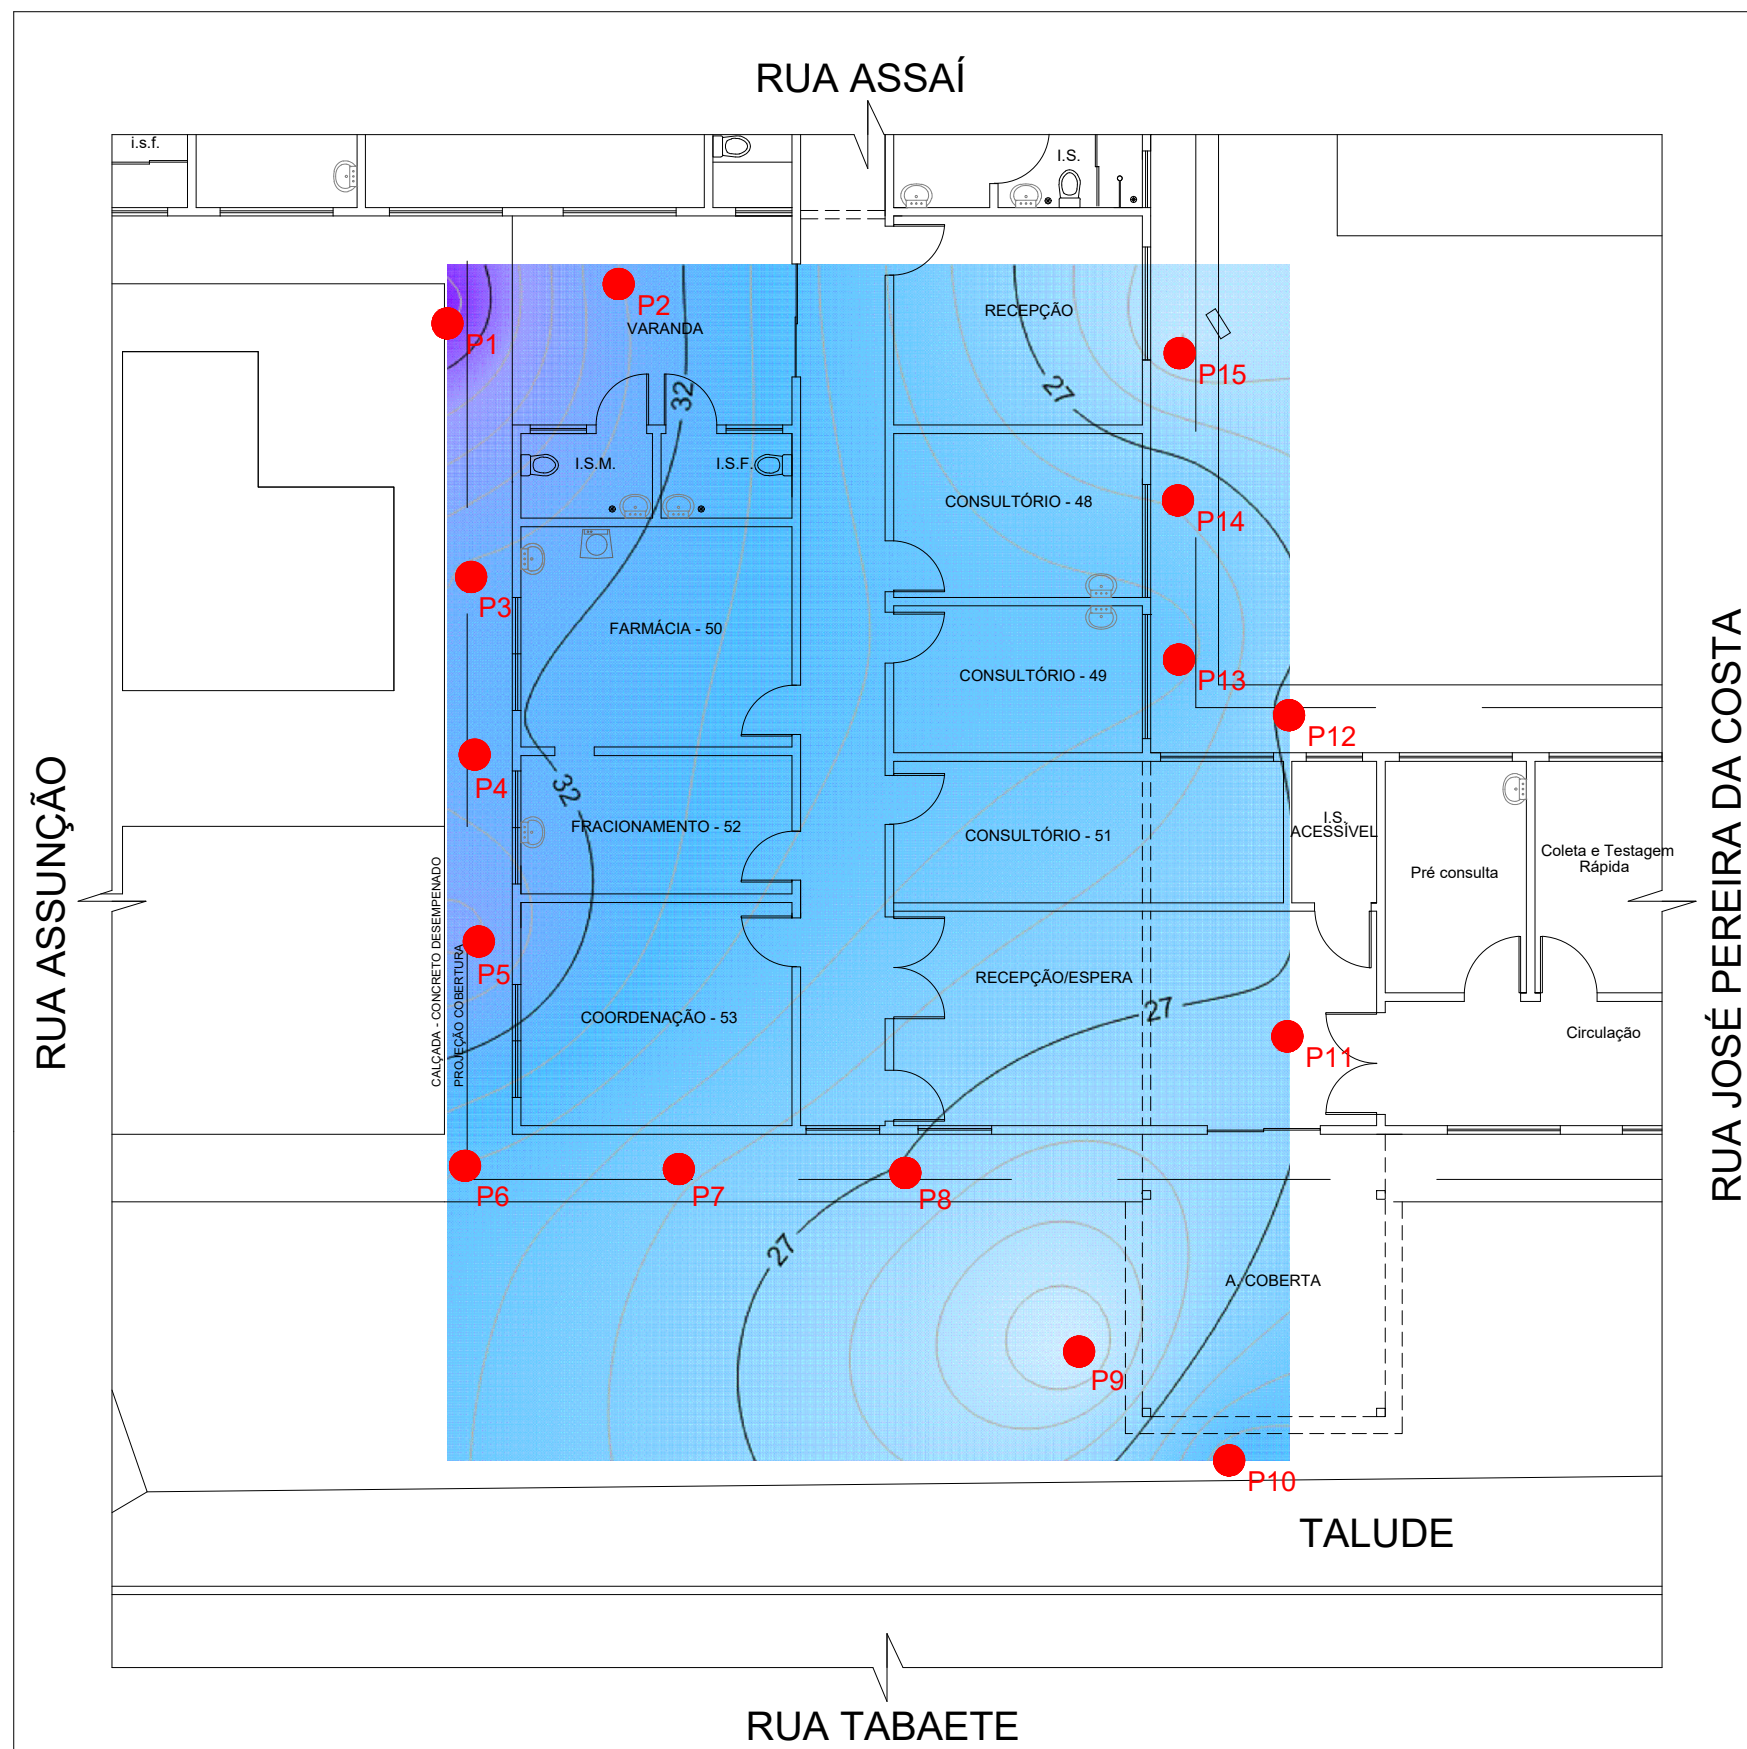 RUA ASSAÍ
i.s.f.
I.S.
P2
VARANDA
P1
RECEPÇÃO
P15
32
27
I.S.M.
I.S.F.
CONSULTÓRIO - 48
P14
P3
FARMÁCIA - 50
CONSULTÓRIO - 49
P13
P12
P4
32
FRACIONAMENTO - 52
CONSULTÓRIO - 51
I.S.
ACESSÍVEL
Pré consulta
Coleta e Testagem
Rápida
RUA ASSUNÇÃO
RUA JOSÉ PEREIRA DA COSTA
CALÇADA - CONCRETO DESEMPENADO
PROJEÇÃO COBERTURA
P5
COORDENAÇÃO - 53
RECEPÇÃO/ESPERA
27
P11
Circulação
P6
P7
P8
27
A. COBERTA
P9
P10
TALUDE
RUA TABAETE